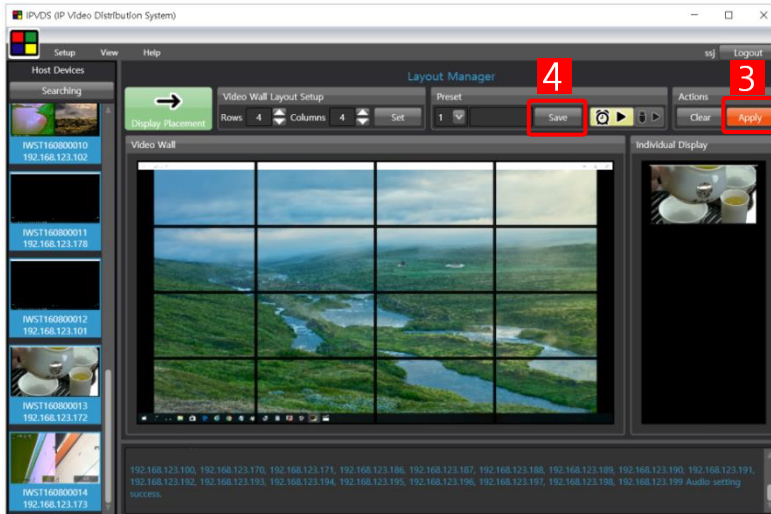 IPVDS (IP Video Distribution System)
Setup View Help
ssj Logout
Host Devices
Searching
IWST160800010
192.168.123.102
IWST160800011
192.168.123.178
IWST160800012
192.168.123.101
IWST160800013
192.168.123.172
IWST160800014
192.168.123.173
Layout Manager
4
3
Display Placement
Video Wall Layout Setup
Rows 4 Columns 4 Set
Preset
1 Save
Actions
Clear Apply
Video Wall
Individual Display
192.168.123.100, 192.168.123.170, 192.168.123.171, 192.168.123.186, 192.168.123.187, 192.168.123.188, 192.168.123.189, 192.168.123.190, 192.168.123.191,
192.168.123.192, 192.168.123.193, 192.168.123.194, 192.168.123.195, 192.168.123.196, 192.168.123.197, 192.168.123.198, 192.168.123.199 Audio setting
success.